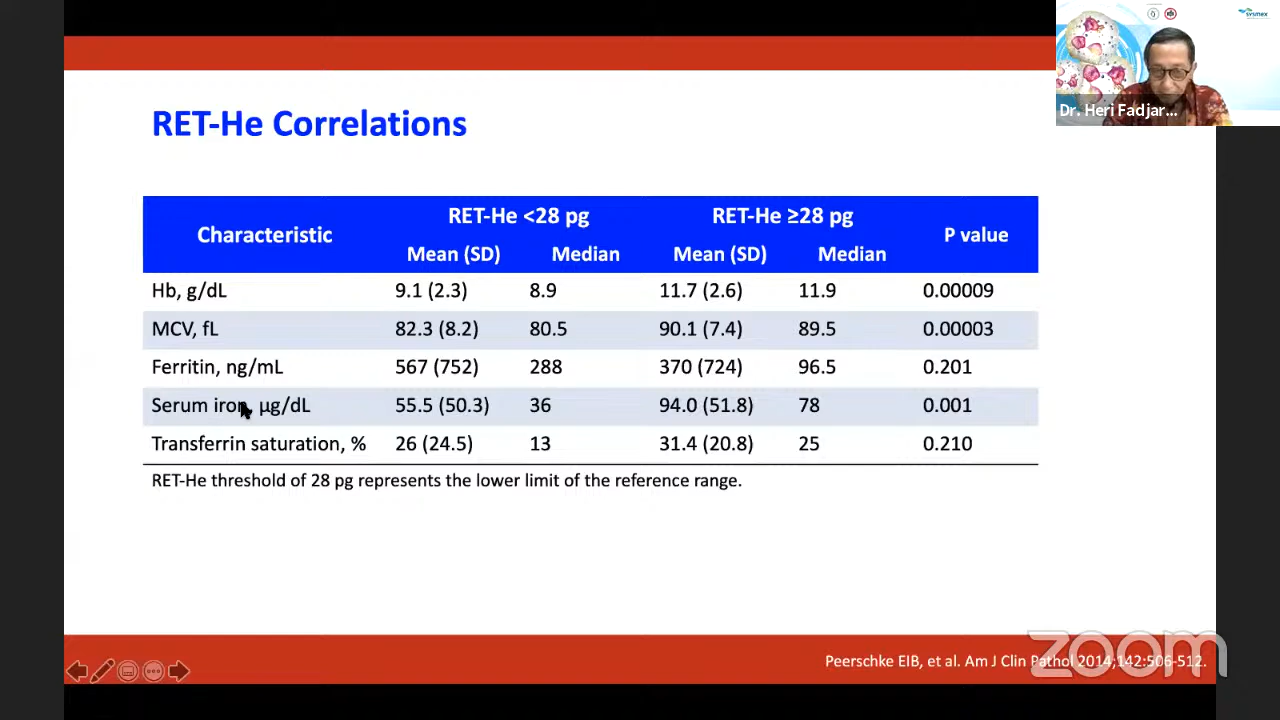 sysmex
Dr. Heri Fadjar...
RET-He Correlations
Characteristic RET-He <28 pg RET-He ≥28 pg P value
Mean (SD) Median Mean (SD) Median
Hb, g/dL 9.1 (2.3) 8.9 11.7 (2.6) 11.9 0.00009
MCV, fL 82.3 (8.2) 80.5 90.1 (7.4) 89.5 0.00003
Ferritin, ng/mL 567 (752) 288 370 (724) 96.5 0.201
Serum iron, µg/dL 55.5 (50.3) 36 94.0 (51.8) 78 0.001
Transferrin saturation, % 26 (24.5) 13 31.4 (20.8) 25 0.210
RET-He threshold of 28 pg represents the lower limit of the reference range.
zoom
Peerschke EIB, et al. Am J Clin Pathol 2014;142:506-512.